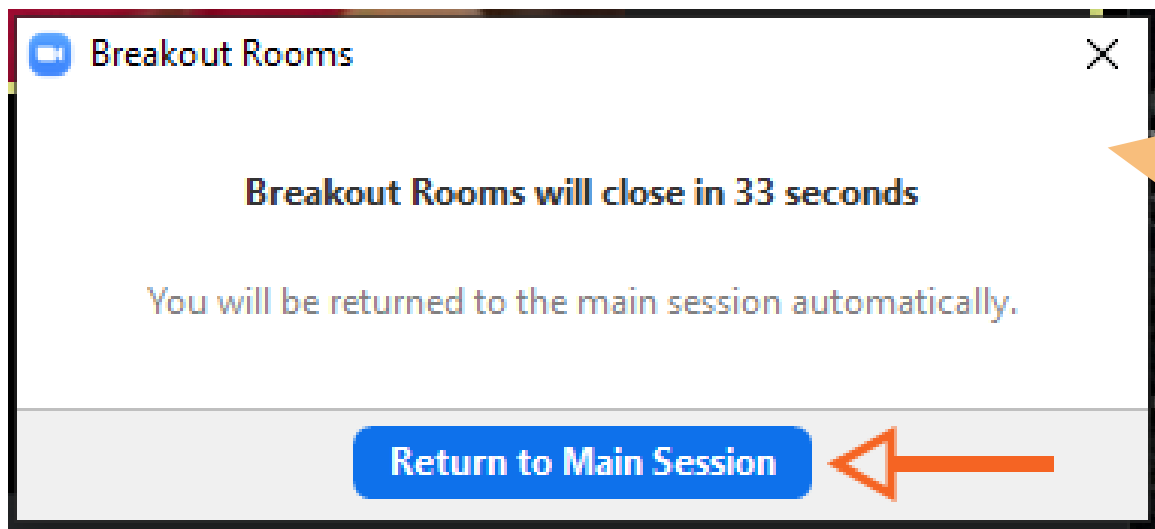 Breakout Rooms
Breakout Rooms will close in 33 seconds
You will be returned to the main session automatically.
Return to Main Session